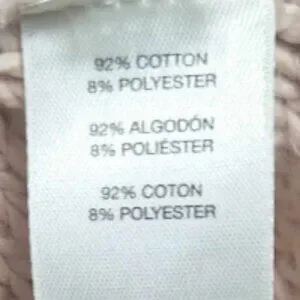 92% COTTON
8% POLYESTER
92% ALGODÓN
8% POLIÉSTER
92% COTON
8% POLYESTER